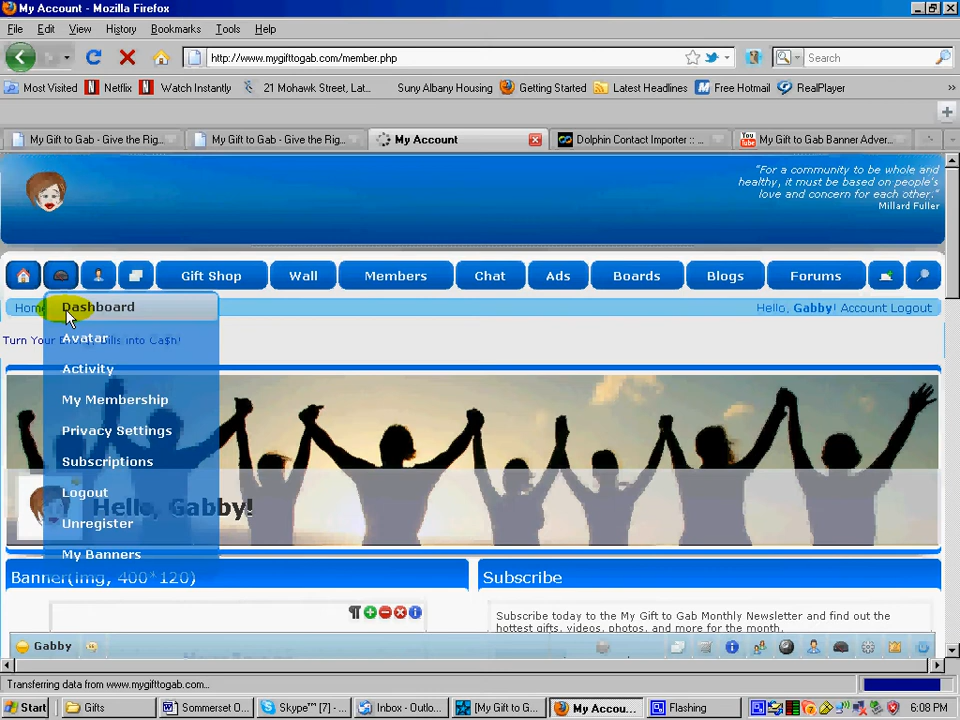 My Account - Mozilla Firefox
File Edit View History Bookmarks Tools Help
http://www.mygifttogab.com/member.php
Search
Most Visited Netflix Watch Instantly 21 Mohawk Street, Lat... Suny Albany Housing Getting Started Latest Headlines Free Hotmail RealPlayer »
My Gift to Gab - Give the Rig... My Gift to Gab - Give the Rig... My Account Dolphin Contact Importer :: ... My Gift to Gab Banner Adver...
"For a community to be whole and
healthy, it must be based on people's
love and concern for each other."
Millard Fuller
Gift Shop Wall Members Chat Ads Boards Blogs Forums
Home
Hello, Gabby! Account Logout
Dashboard
Avatar
Activity
My Membership
Privacy Settings
Subscriptions
Logout
Unregister
My Banners
Turn Your ills into Ca$h!
Hello, Gabby!
Banner(img, 400*120)
Subscribe
Subscribe today to the My Gift to Gab Monthly Newsletter and find out the
hottest gifts, videos, photos, and more for the month.
Gabby
Transferring data from www.mygifttogab.com...
Start Gifts Sommerset O... Skype™ [7] - ... Inbox - Outlo... [My Gift to G... My Accou... Flashing 6:08 PM